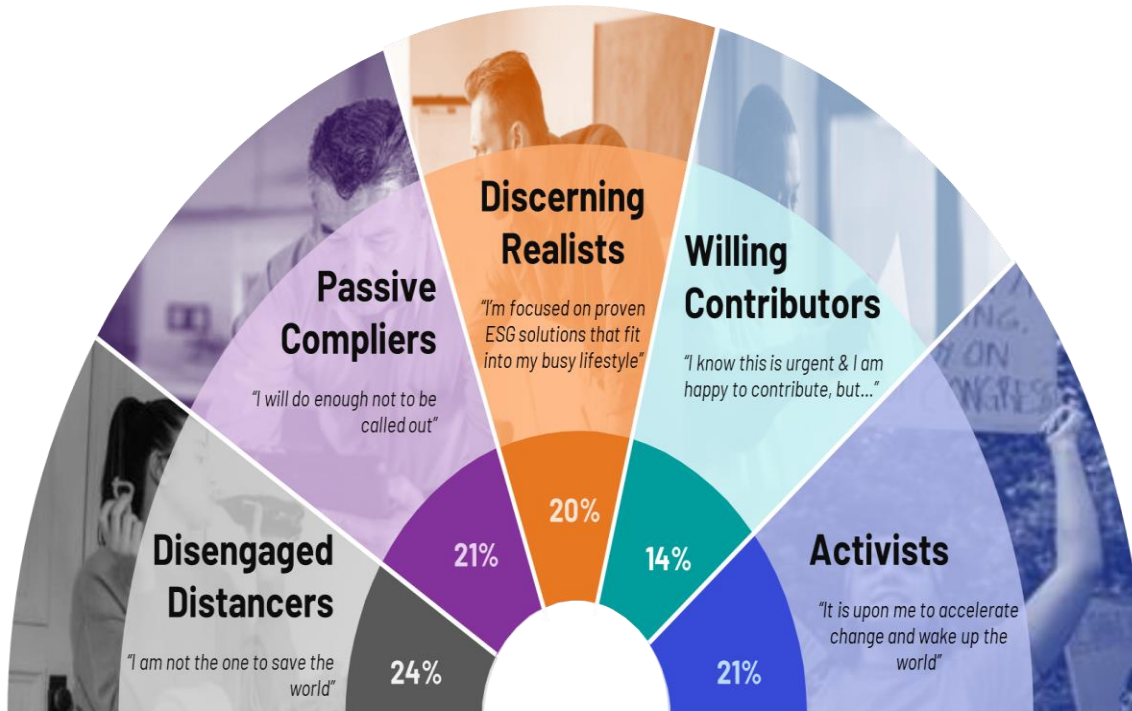 Disengaged
Distancers
"I am not the one to save the
world"
24%
Passive
Compliers
"I will do enough not to be
called out"
21%
Discerning
Realists
"I'm focused on proven
ESG solutions that fit
into my busy lifestyle"
20%
Willing
Contributors
"I know this is urgent & I am
happy to contribute, but..."
14%
Activists
"It is upon me to accelerate
change and wake up the
world"
21%
ON
CONGRESS